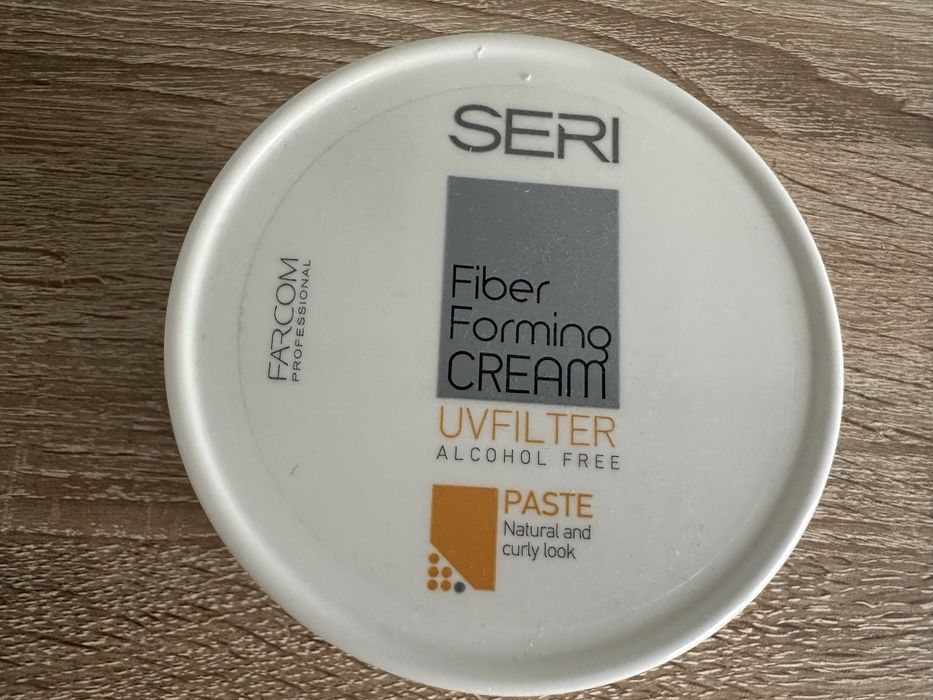 SERI
Fiber
Forming
CREAM
UVFILTER
ALCOHOL FREE
PASTE
Natural and
curly look
FARCOM
PROFESSIONAL